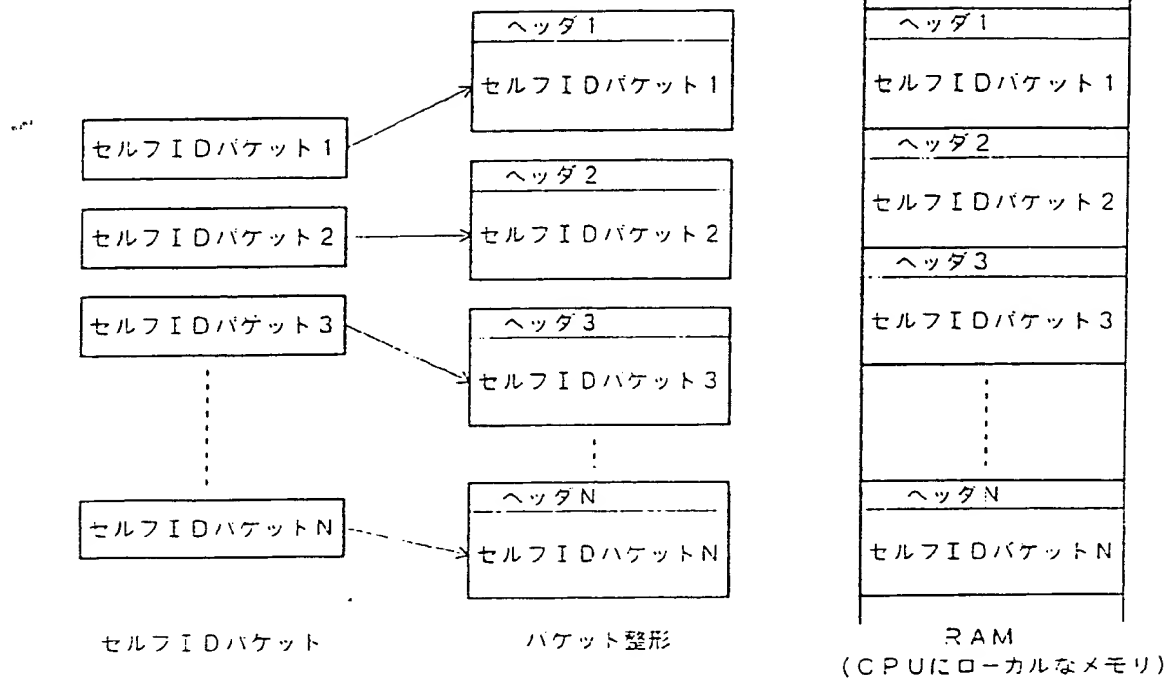 セルフIDパケット1
セルフIDパケット2
セルフIDパケット3
セルフIDパケットN
セルフIDパケット
ヘッダ1
セルフIDパケット1
ヘッダ2
セルフIDパケット2
ヘッダ3
セルフIDパケット3
ヘッダN
セルフIDパケットN
パケット整形
ヘッダ1
セルフIDパケット1
ヘッダ2
セルフIDパケット2
ヘッダ3
セルフIDパケット3
ヘッダN
セルフIDパケットN
RAM
(CPUにローカルなメモリ)